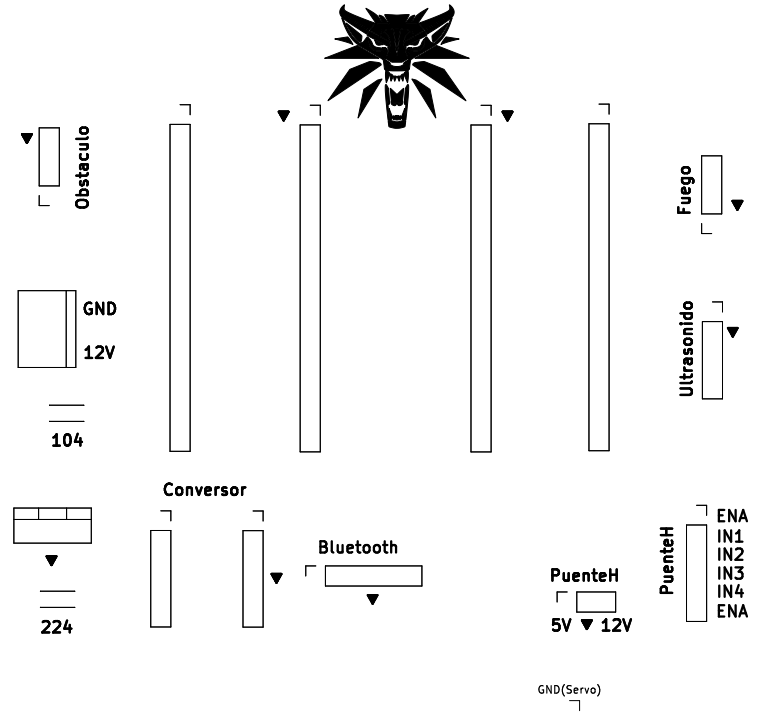 Obstaculo
Fuego
GND
12V
Ultrasonido
104
Conversor
Bluetooth
224
PuenteH
5V 12V
PuenteH
ENA
IN1
IN2
IN3
IN4
ENA
GND(Servo)